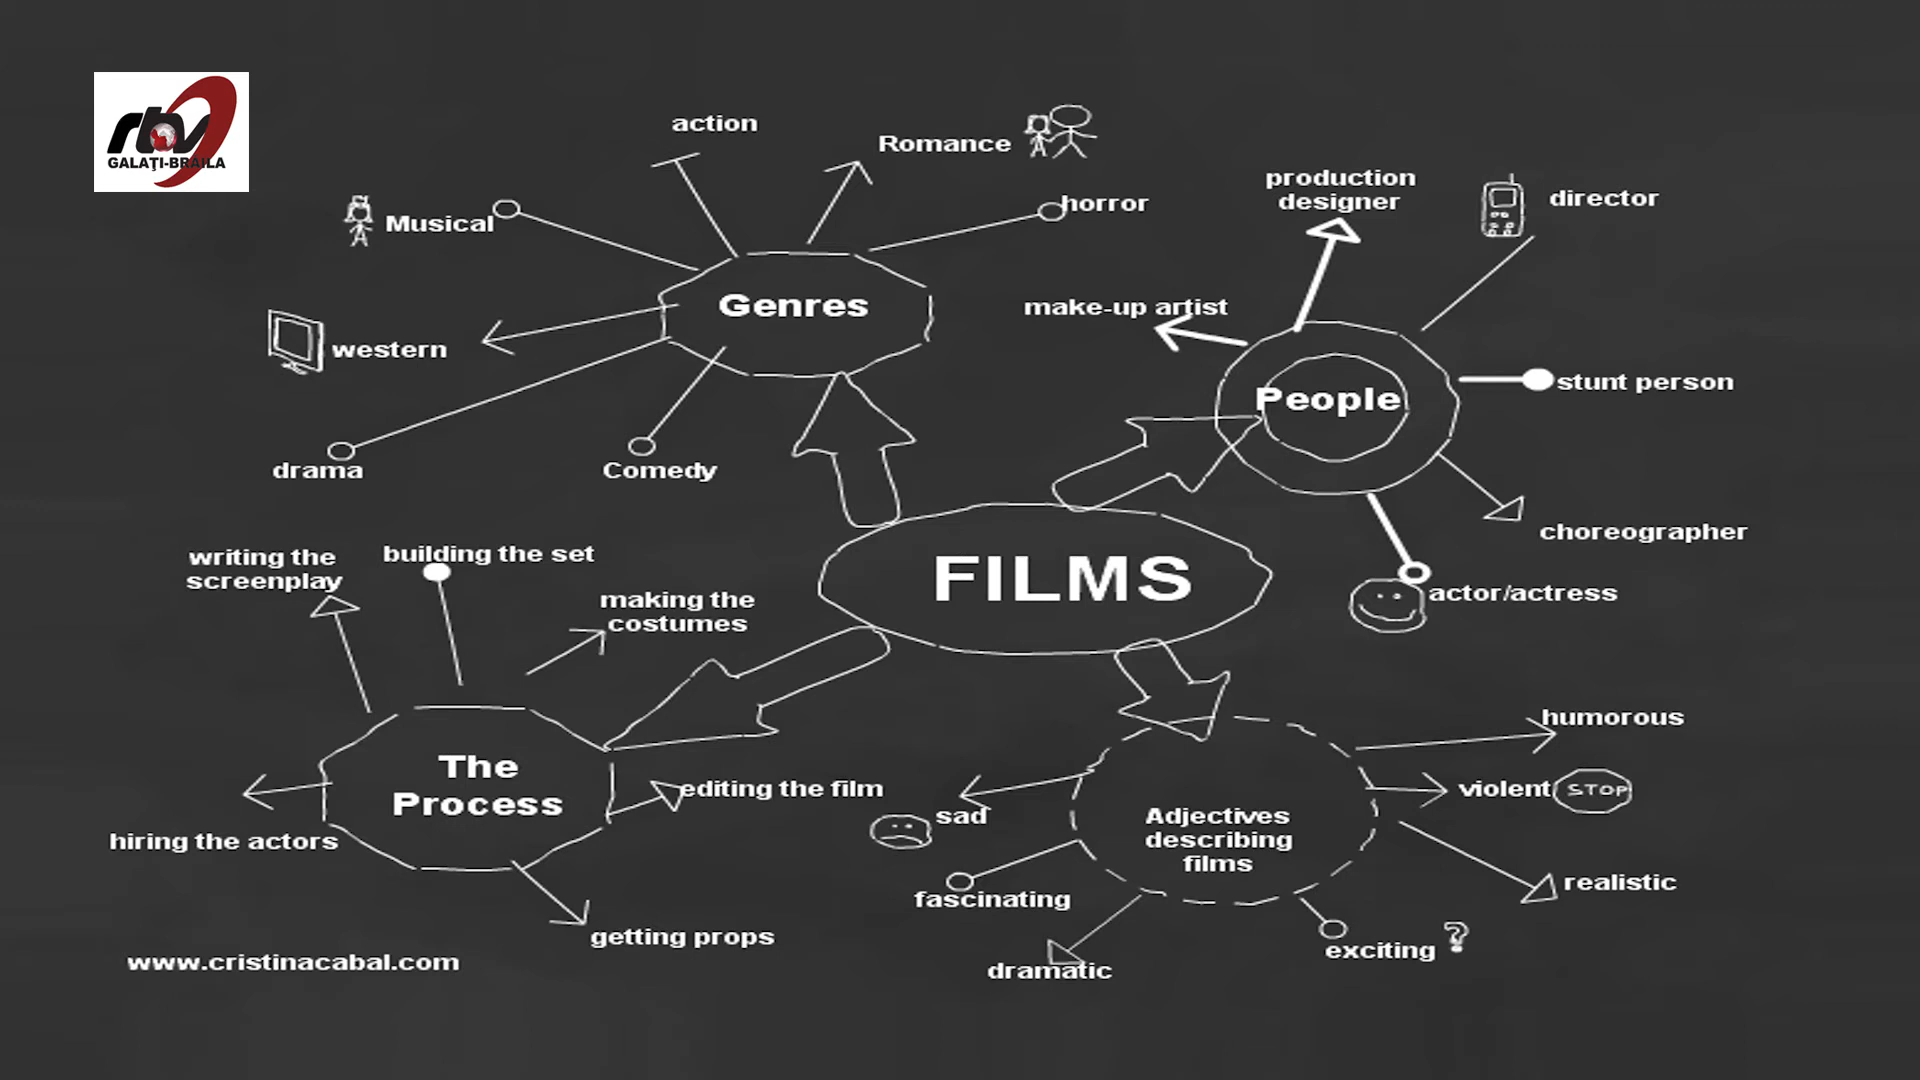 rtv
GALAŢI-BRAILA
action
Romance
Musical
horror
western
Genres
drama
Comedy
production
designer
director
make-up artist
People
stunt person
choreographer
actor/actress
FILMS
writing the
screenplay
building the set
making the
costumes
The
Process
editing the film
hiring the actors
getting props
humorous
violent
STOP
sad
Adjectives
describing
films
realistic
fascinating
dramatic
exciting ?
www.cristinacabal.com